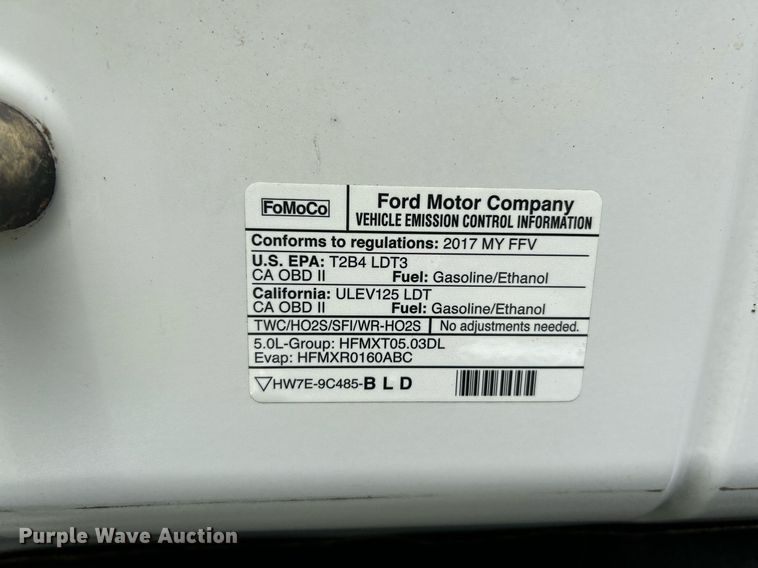 FoMoCo
Ford Motor Company
VEHICLE EMISSION CONTROL INFORMATION
Conforms to regulations: 2017 MY FFV
U.S. EPA: T2B4 LDT3
CA OBD II Fuel: Gasoline/Ethanol
California: ULEV125 LDT
CA OBD II Fuel: Gasoline/Ethanol
TWC/HO2S/SFI/WR-HO2S No adjustments needed.
5.0L-Group: HFMXT05.03DL
Evap: HFMXR0160ABC
▽HW7E-9C485-B L D
Purple Wave Auction